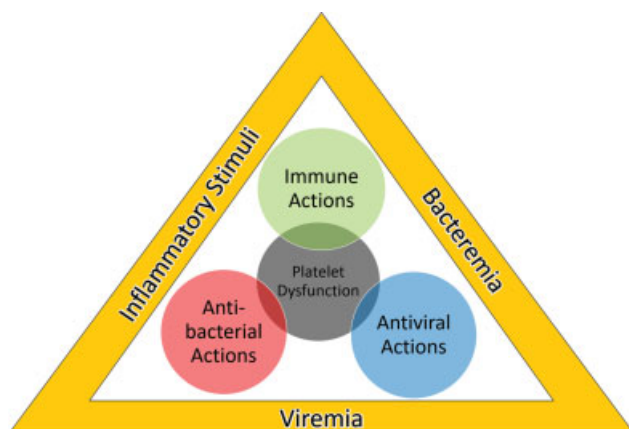 Inflammatory Stimuli
Bacteremia
Immune
Actions
Platelet
Dysfunction
Anti-
bacterial
Actions
Antiviral
Actions
Viremia